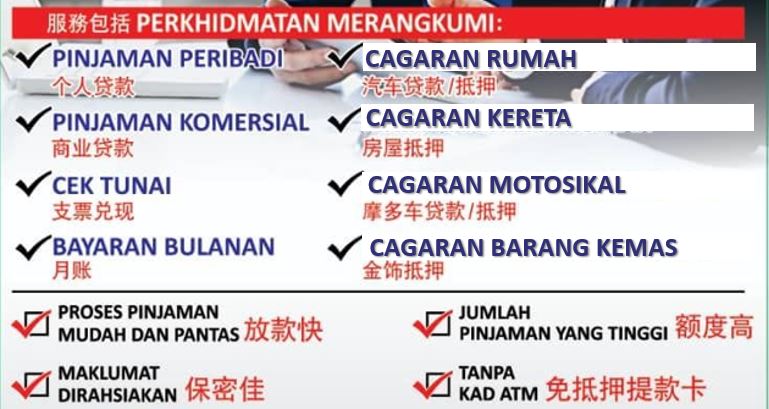 服務包括 PERKHIDMATAN MERANGKUMI:
PINJAMAN PERIBADI
个人贷款
CAGARAN RUMAH
汽车贷款/抵押
PINJAMAN KOMERSIAL
商业贷款
CAGARAN KERETA
房屋抵押
CEK TUNAI
支票兑现
CAGARAN MOTOSIKAL
摩多车贷款/抵押
BAYARAN BULANAN
月账
CAGARAN BARANG KEMAS
金饰抵押
PROSES PINJAMAN
MUDAH DAN PANTAS 放款快
JUMLAH
PINJAMAN YANG TINGGI 额度高
MAKLUMAT
DIRAHSIAKAN 保密佳
TANPA
KAD ATM 免抵押提款卡